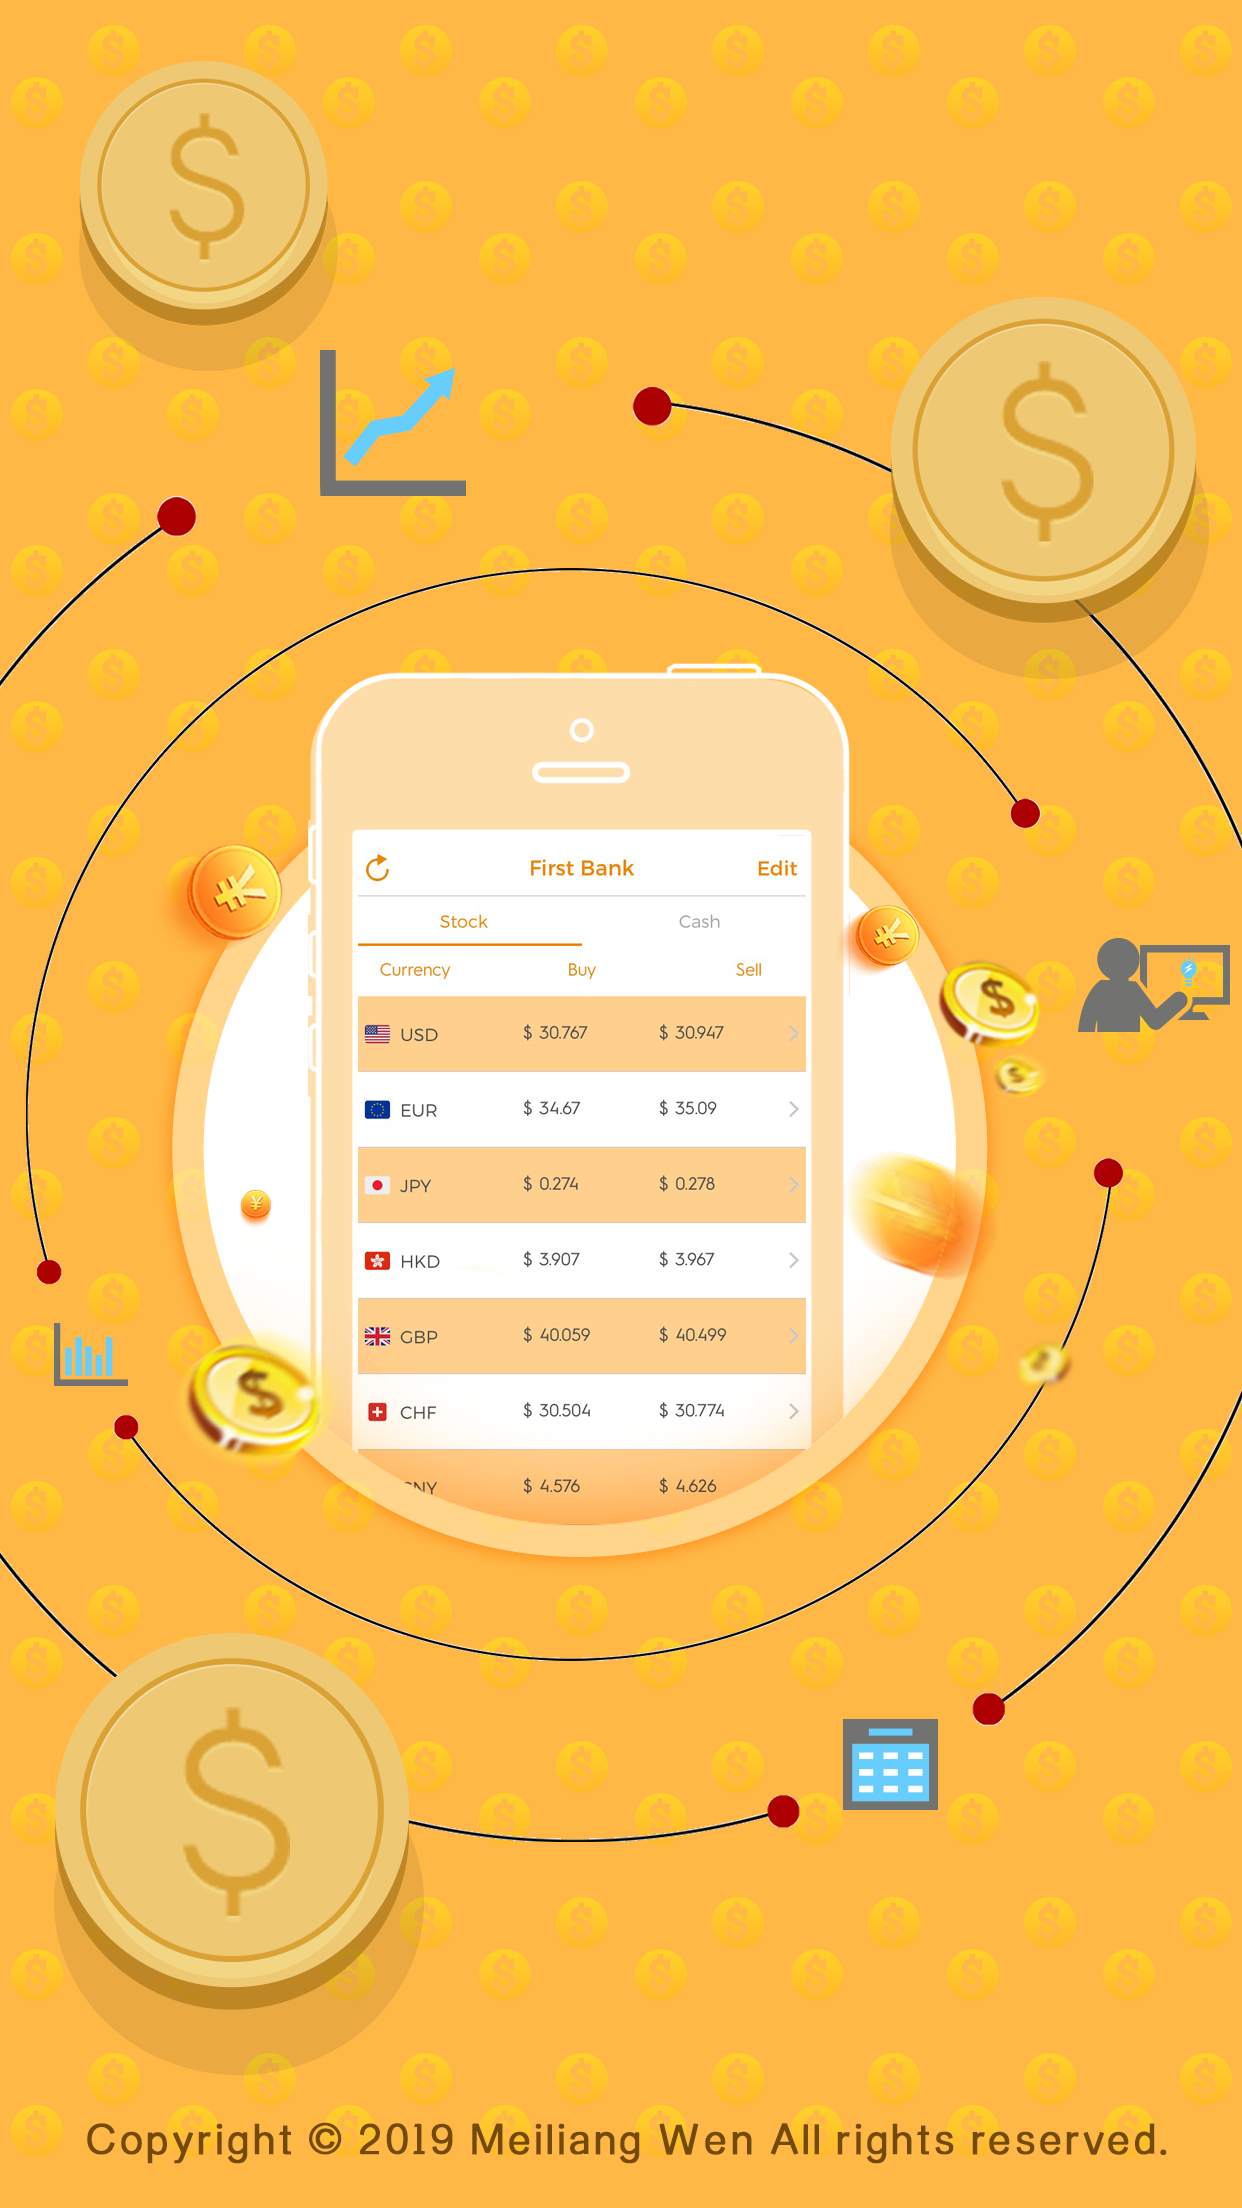 First Bank Edit
Stock Cash
Currency Buy Sell
USD $ 30.767 $ 30.947
EUR $ 34.67 $ 35.09
JPY $ 0.274 $ 0.278
HKD $ 3.907 $ 3.967
GBP $ 40.059 $ 40.499
CHF $ 30.504 $ 30.774
$ 4.576 $ 4.626
Copyright © 2019 Meiliang Wen All rights reserved.